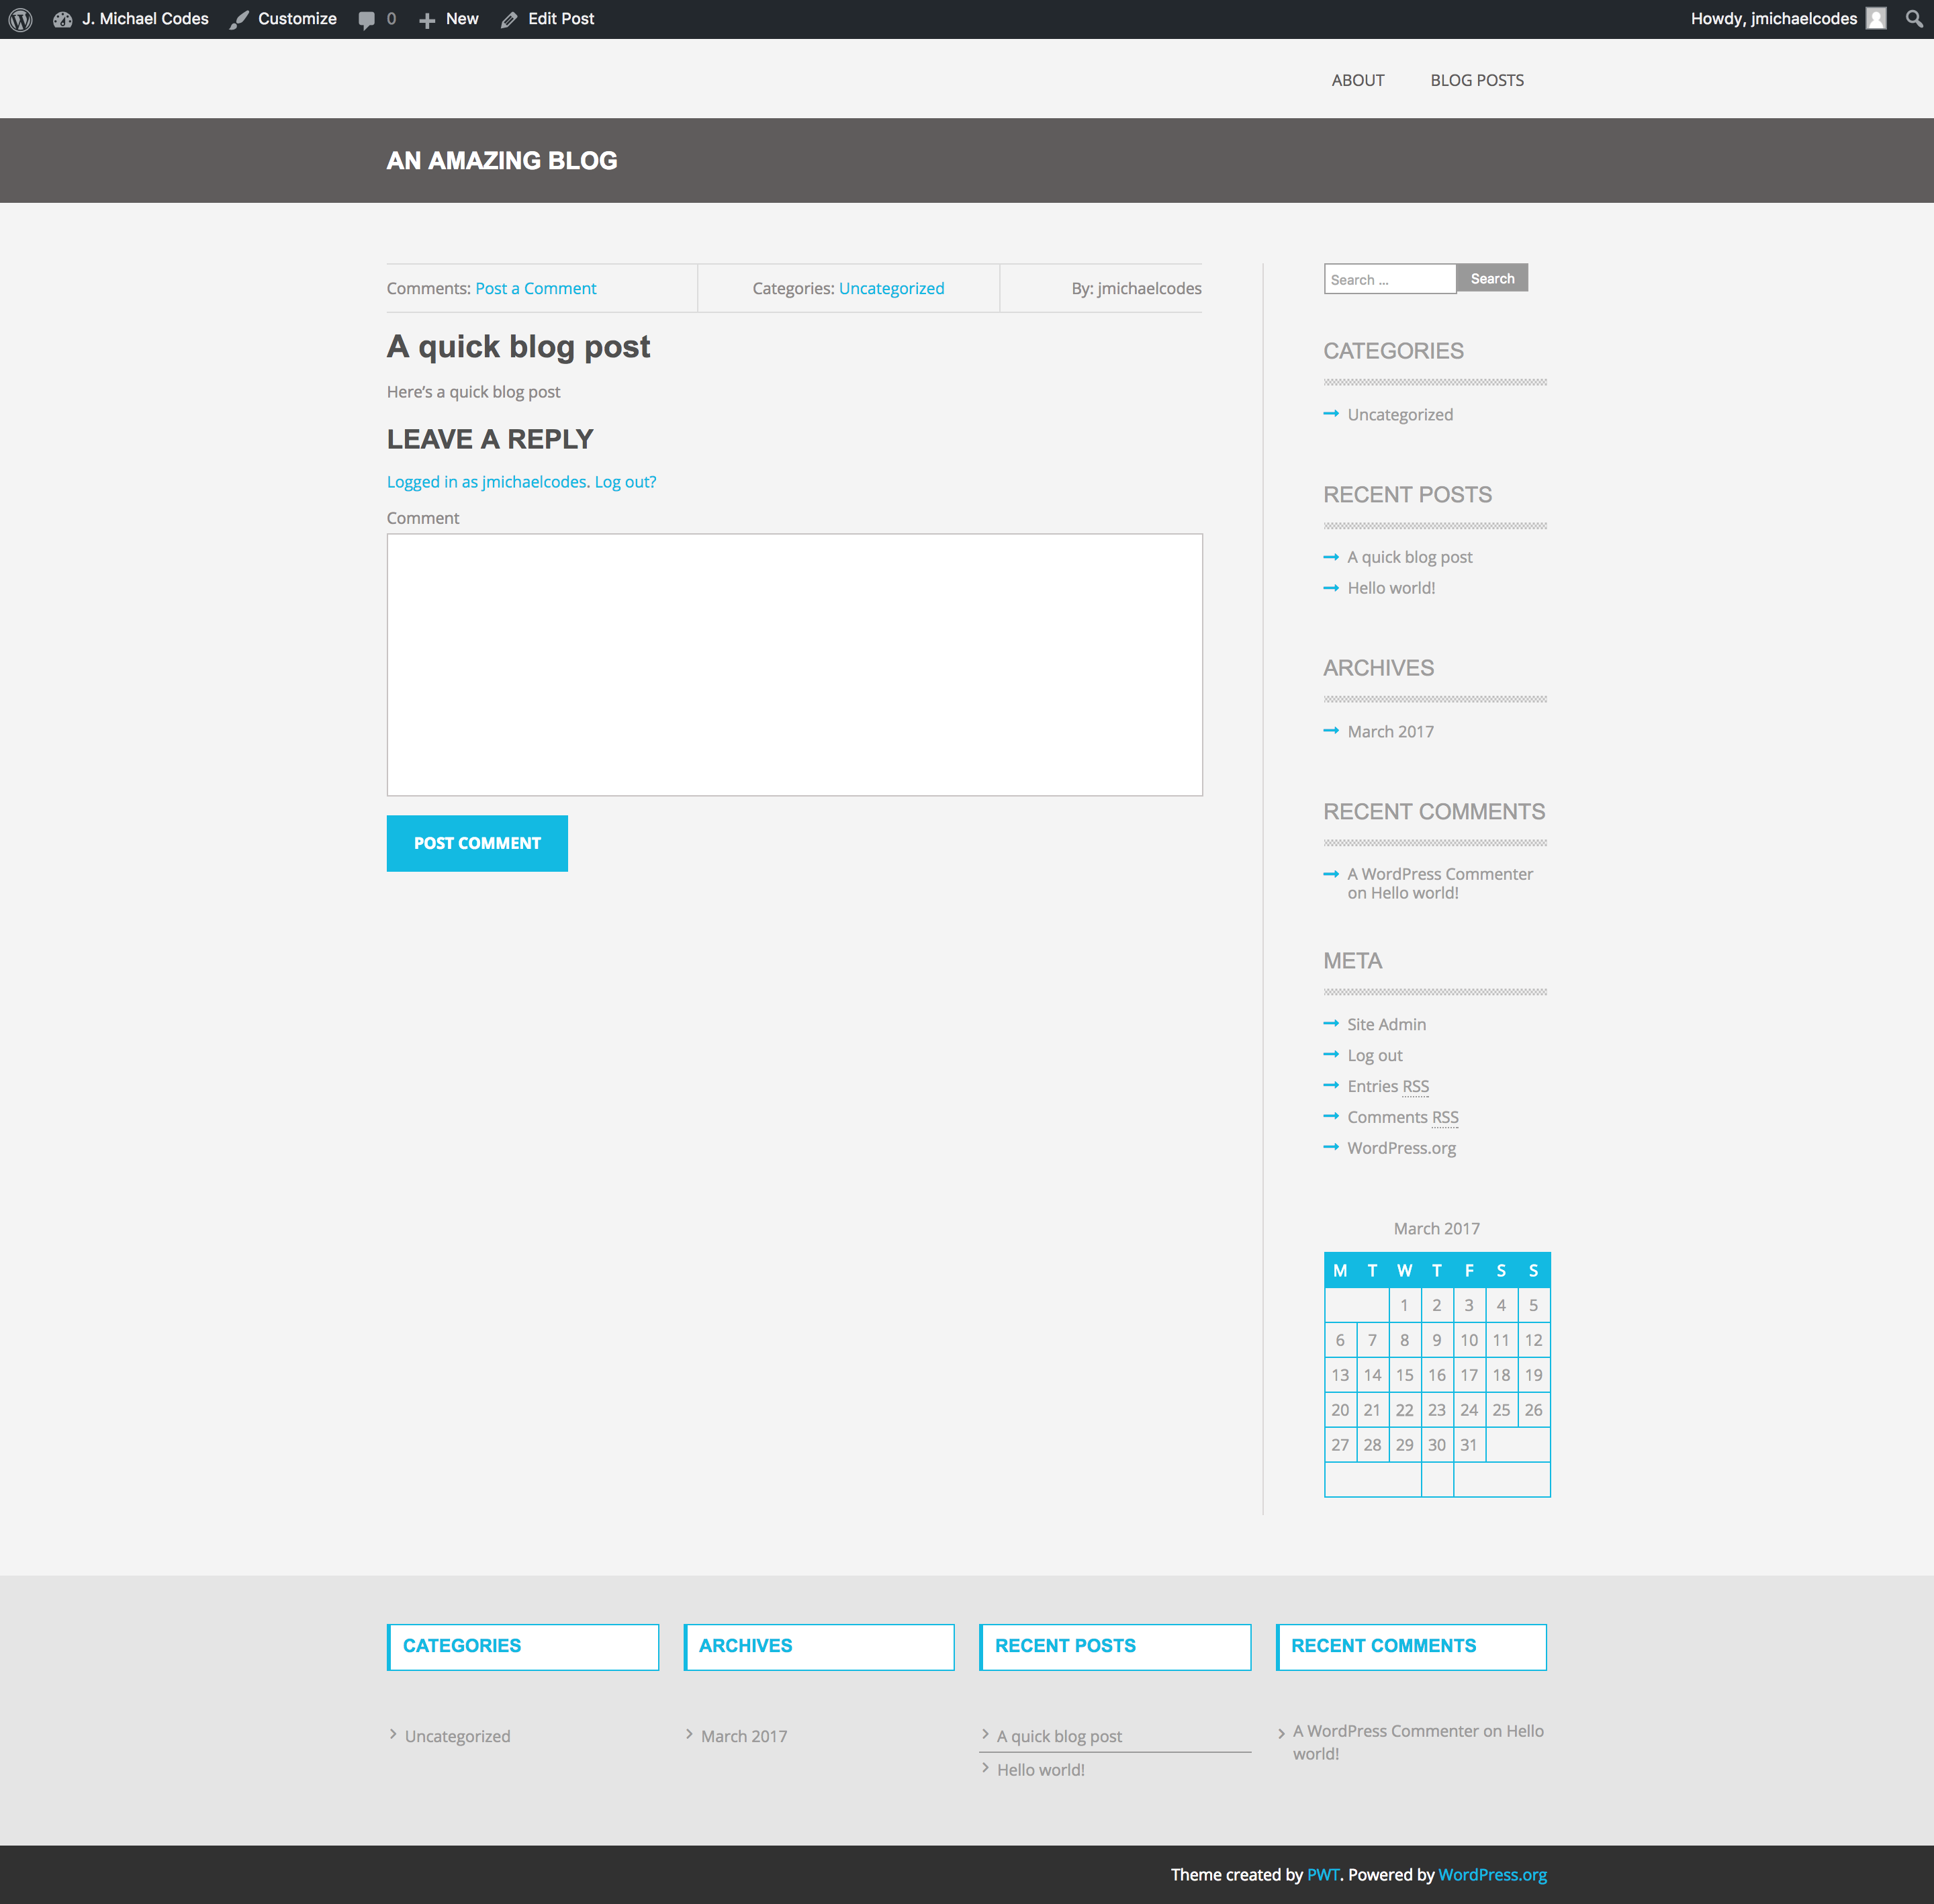 J. Michael Codes Customize 0 New Edit Post Howdy, jmichaelcodes
ABOUT BLOG POSTS
AN AMAZING BLOG
Comments: Post a Comment Categories: Uncategorized By: jmichaelcodes
A quick blog post
Here’s a quick blog post
LEAVE A REPLY
Logged in as jmichaelcodes. Log out?
Comment
POST COMMENT
Search ... Search
CATEGORIES
Uncategorized
RECENT POSTS
A quick blog post
Hello world!
ARCHIVES
March 2017
RECENT COMMENTS
A WordPress Commenter
on Hello world!
META
Site Admin
Log out
Entries RSS
Comments RSS
WordPress.org
March 2017
M T W T F S S
1 2 3 4 5
6 7 8 9 10 11 12
13 14 15 16 17 18 19
20 21 22 23 24 25 26
27 28 29 30 31
CATEGORIES ARCHIVES RECENT POSTS RECENT COMMENTS
Uncategorized March 2017 A quick blog post A WordPress Commenter on Hello
world!
Hello world!
Theme created by PWT. Powered by WordPress.org